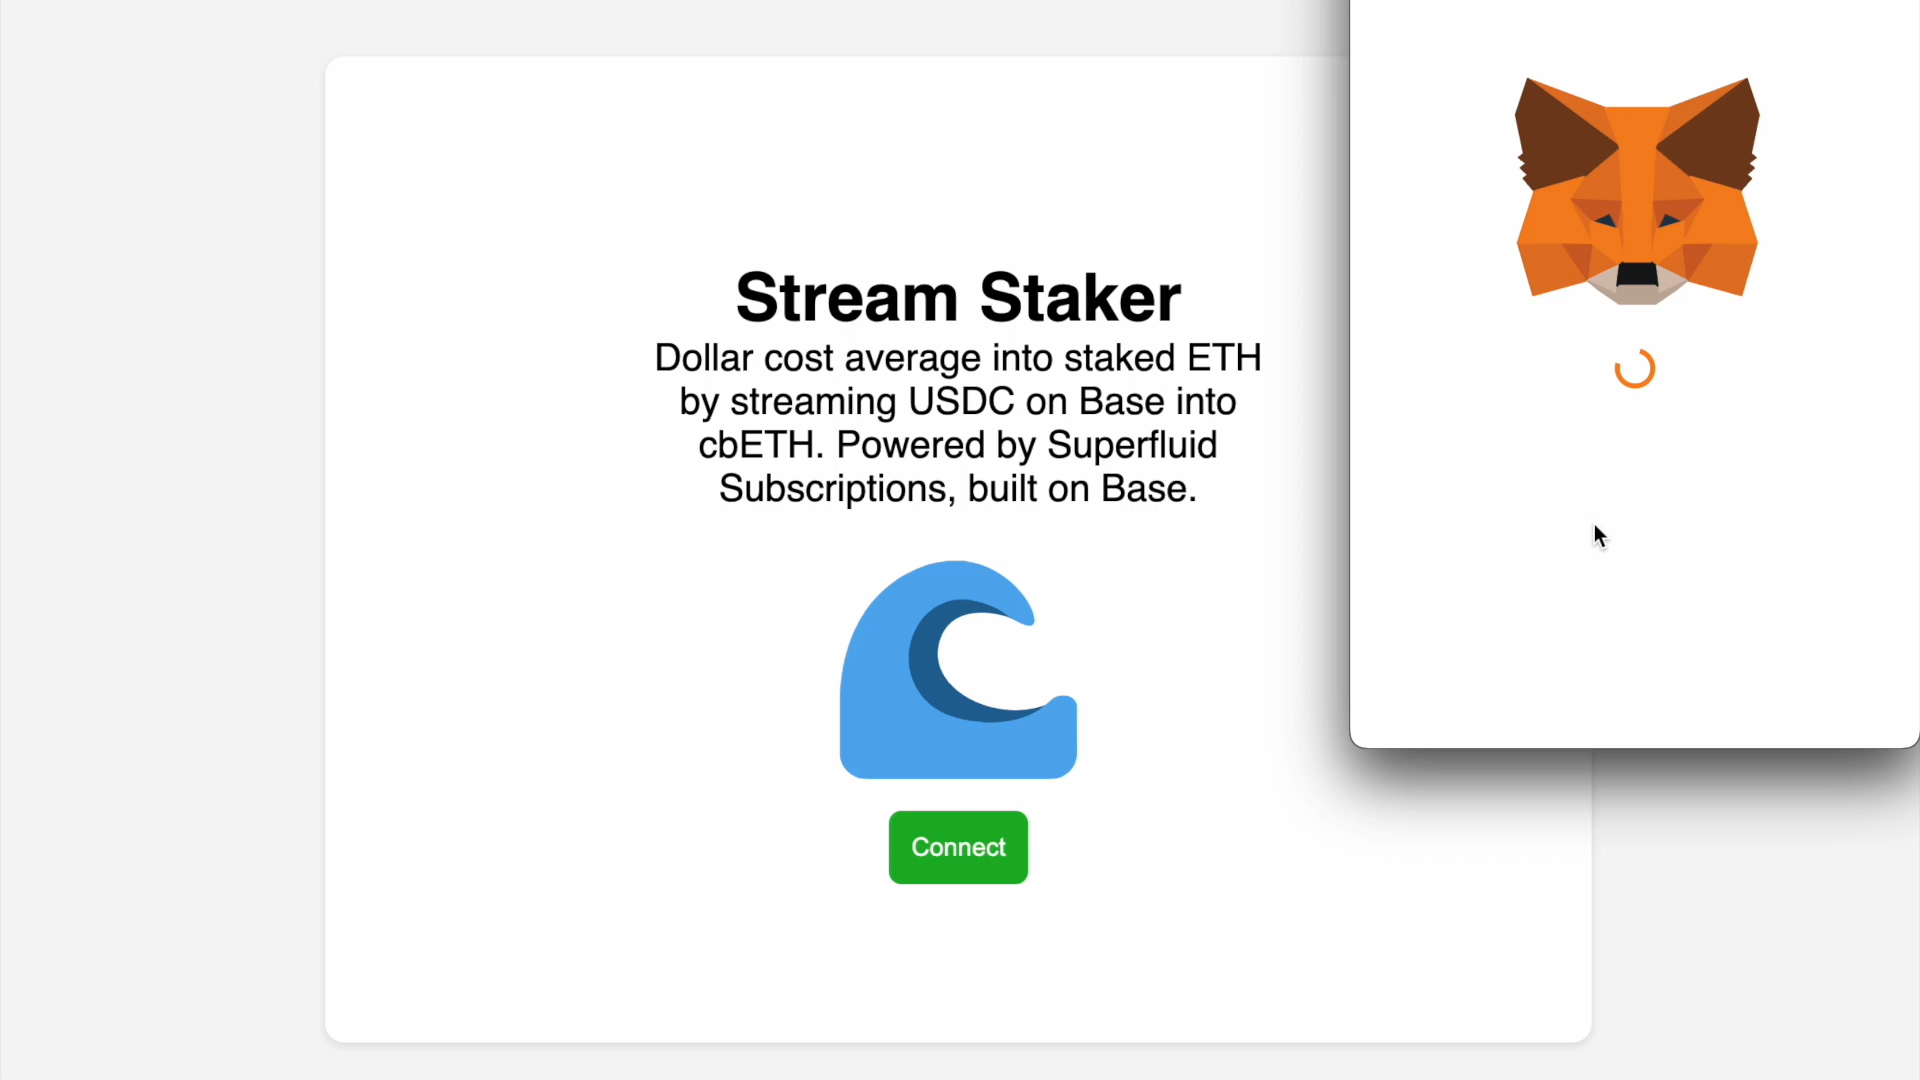 Stream Staker
Dollar cost average into staked ETH
by streaming USDC on Base into
cbETH. Powered by Superfluid
Subscriptions, built on Base.
Connect